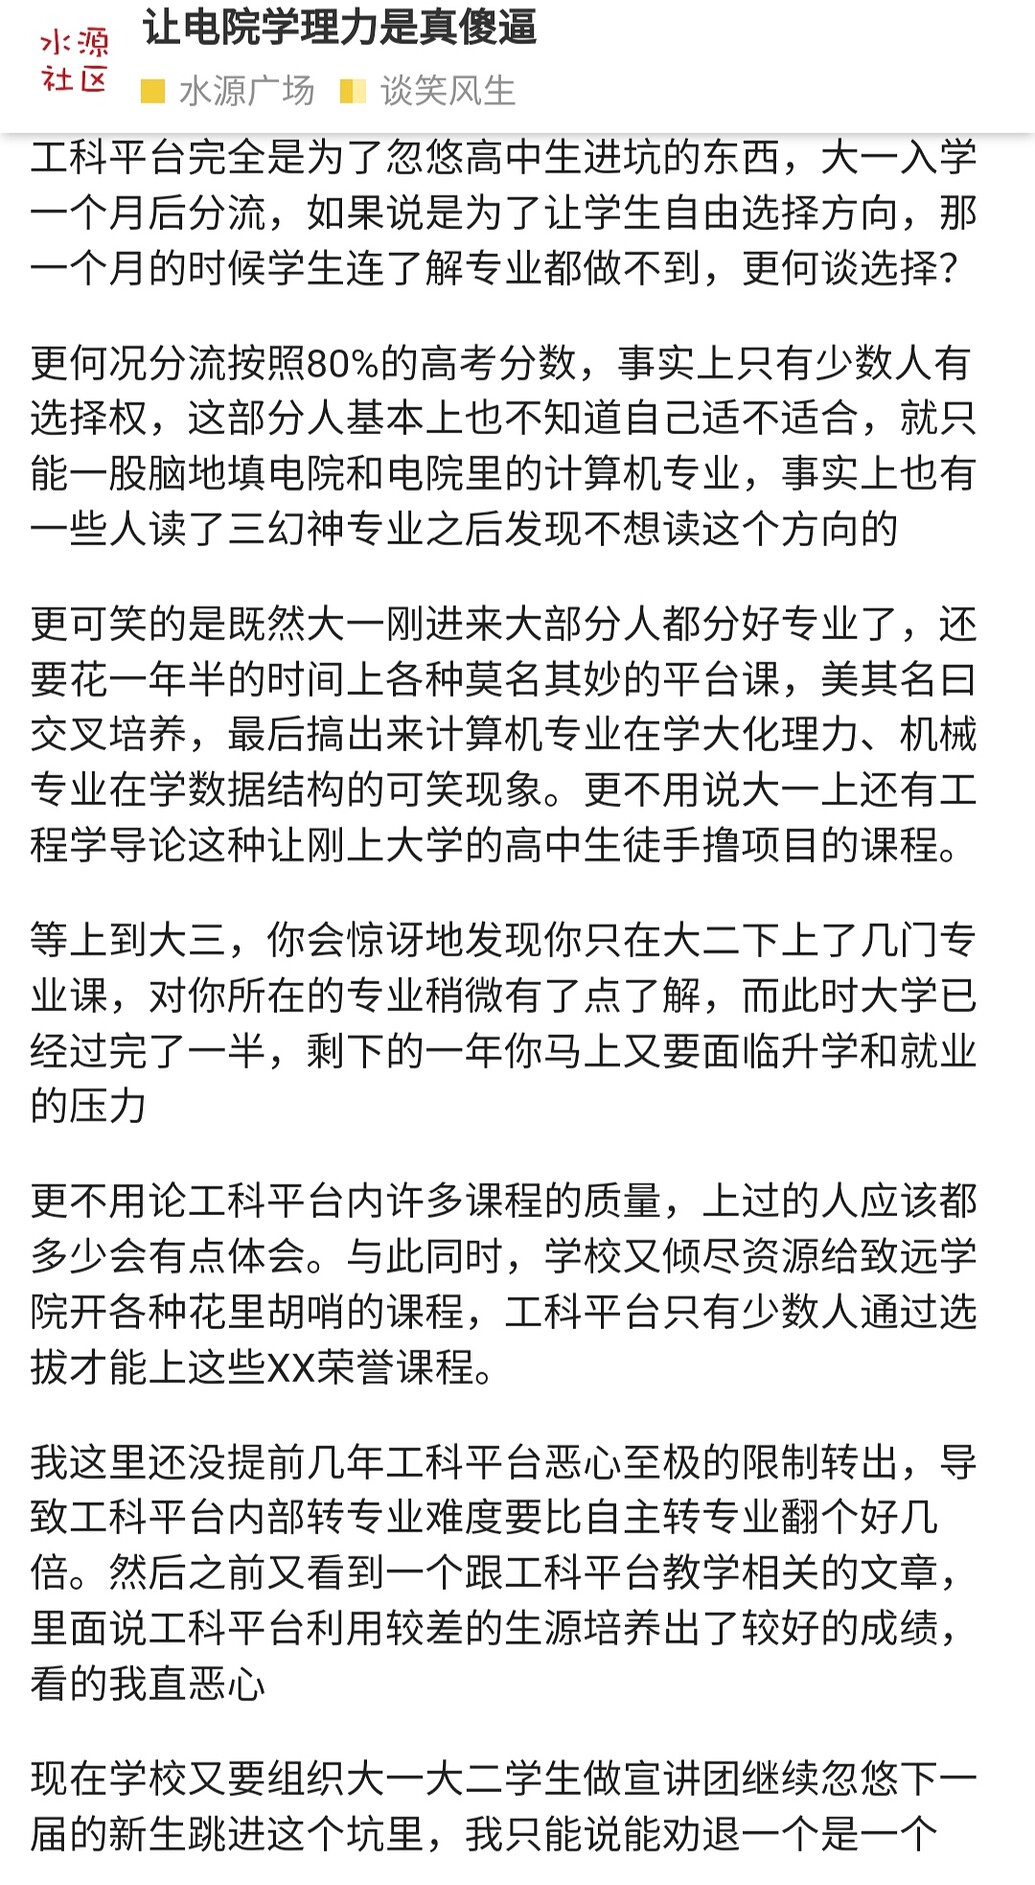 水源
社区
让电院学理力是真傻逼
水源广场 谈笑风生
工科平台完全是为了忽悠高中生进坑的东西，大一入学
一个月后分流，如果说是为了让学生自由选择方向，那
一个月的时候学生连了解专业都做不到，更何谈选择？
更何况分流按照80%的高考分数，事实上只有少数人有
选择权，这部分人基本上也不知道自己适不适合，就只
能一股脑地填电院和电院里的计算机专业，事实上也有
一些人读了三幻神专业之后发现不想读这个方向的
更可笑的是既然大一刚进来大部分人都分好专业了，还
要花一年半的时间上各种莫名其妙的平台课，美其名曰
交叉培养，最后搞出来计算机专业在学大化理力、机械
专业在学数据结构的可笑现象。更不用说大一上还有工
程学导论这种让刚上大学的高中生徒手撸项目的课程。
等上到大三，你会惊讶地发现你只在大二下上了几门专
业课，对你所在的专业稍微有了点了解，而此时大学已
经过完了一半，剩下的一年你马上又要面临升学和就业
的压力
更不用论工科平台内许多课程的质量，上过的人应该都
多少会有点体会。与此同时，学校又倾尽资源给致远学
院开各种花里胡哨的课程，工科平台只有少数人通过选
拔才能上这些XX荣誉课程。
我这里还没提前几年工科平台恶心至极的限制转出，导
致工科平台内部转专业难度要比自主转专业翻个好几
倍。然后之前又看到一个跟工科平台教学相关的文章，
里面说工科平台利用较差的生源培养出了较好的成绩，
看的我直恶心
现在学校又要组织大一大二学生做宣讲团继续忽悠下一
届的新生跳进这个坑里，我只能说能劝退一个是一个